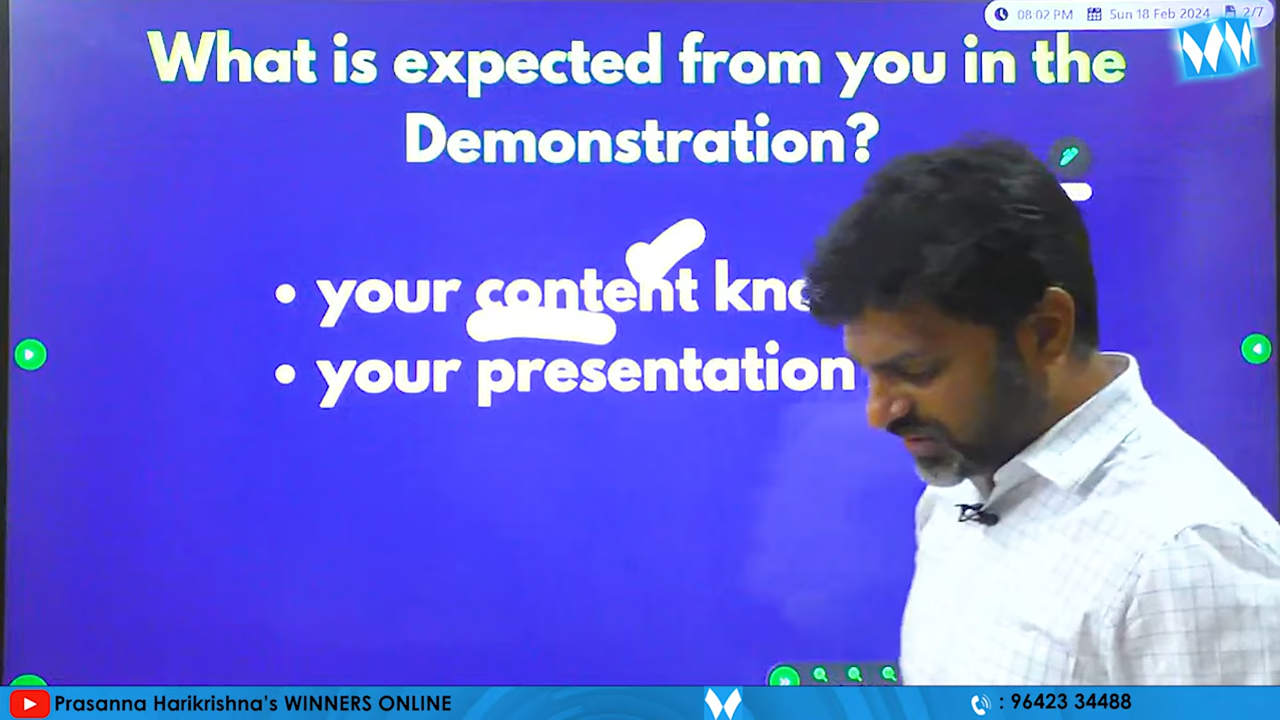 08:02 PM Sun 18 Feb 2024 2/7
What is expected from you in the
Demonstration?
• your content
• your presentation
Prasanna Harikrishna's WINNERS ONLINE
: 96423 34488